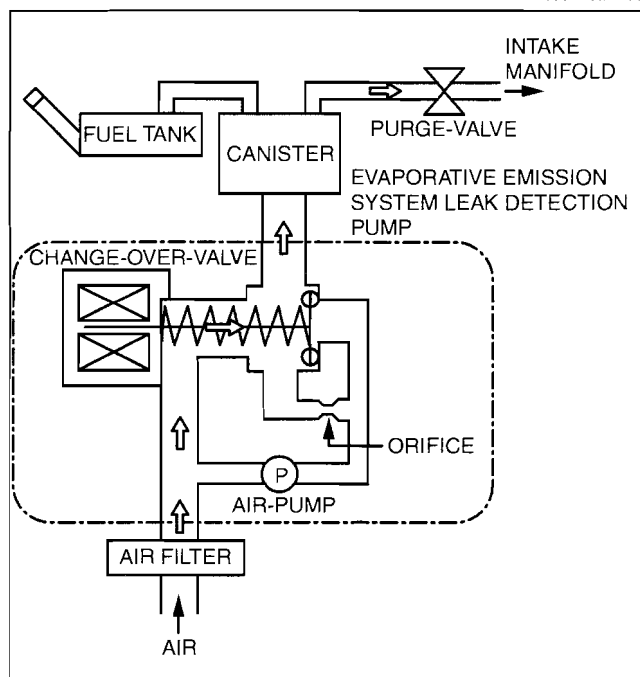 INTAKE
MANIFOLD
FUEL TANK
CANISTER
PURGE-VALVE
EVAPORATIVE EMISSION
SYSTEM LEAK DETECTION
PUMP
CHANGE-OVER-VALVE
ORIFICE
P
AIR-PUMP
AIR FILTER
AIR